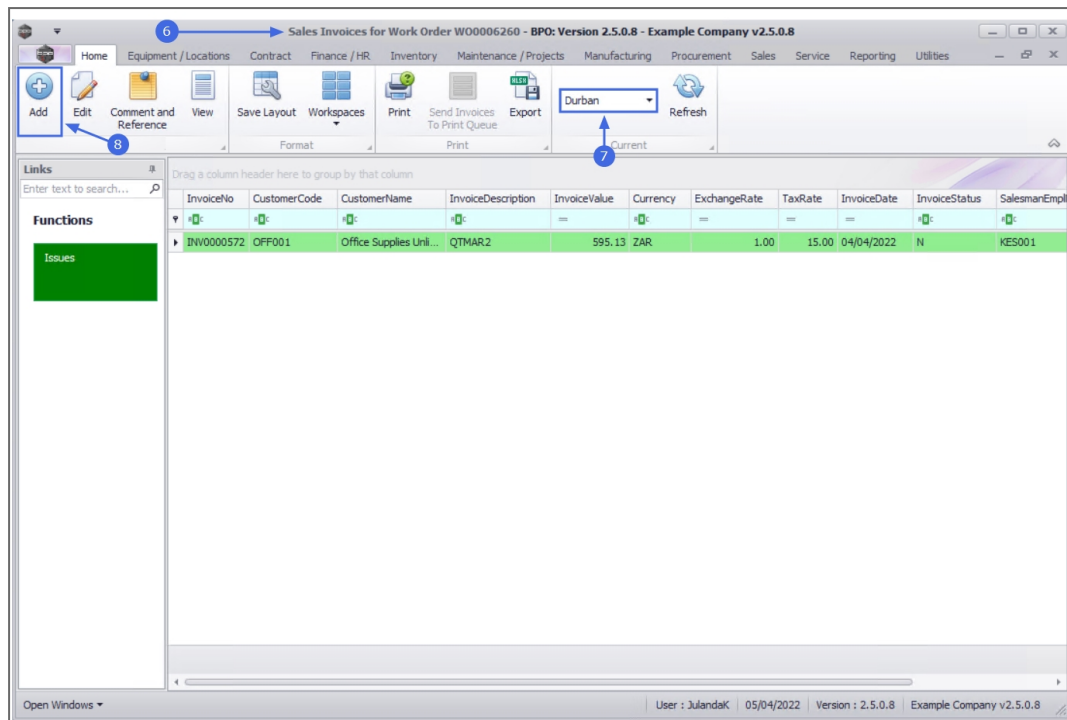 6
Sales Invoices for Work Order WO0006260 - BPO: Version 2.5.0.8 - Example Company v2.5.0.8
Home Equipment / Locations Contract Finance / HR Inventory Maintenance / Projects Manufacturing Procurement Sales Service Reporting Utilities
Add Edit Comment and Reference View Save Layout Workspaces Print Send Invoices To Print Queue Export Durban Refresh
8 Format Print Current 7
Links
Enter text to search...
Drag a column header here to group by that column
InvoiceNo CustomerCode CustomerName InvoiceDescription InvoiceValue Currency ExchangeRate TaxRate InvoiceDate InvoiceStatus SalesmanEmpl
Functions
INV0000572 OFF001 Office Supplies Unli... QTMAR2 595.13 ZAR 1.00 15.00 04/04/2022 N KES001
Issues
Open Windows User : JulandaK 05/04/2022 Version : 2.5.0.8 Example Company v2.5.0.8